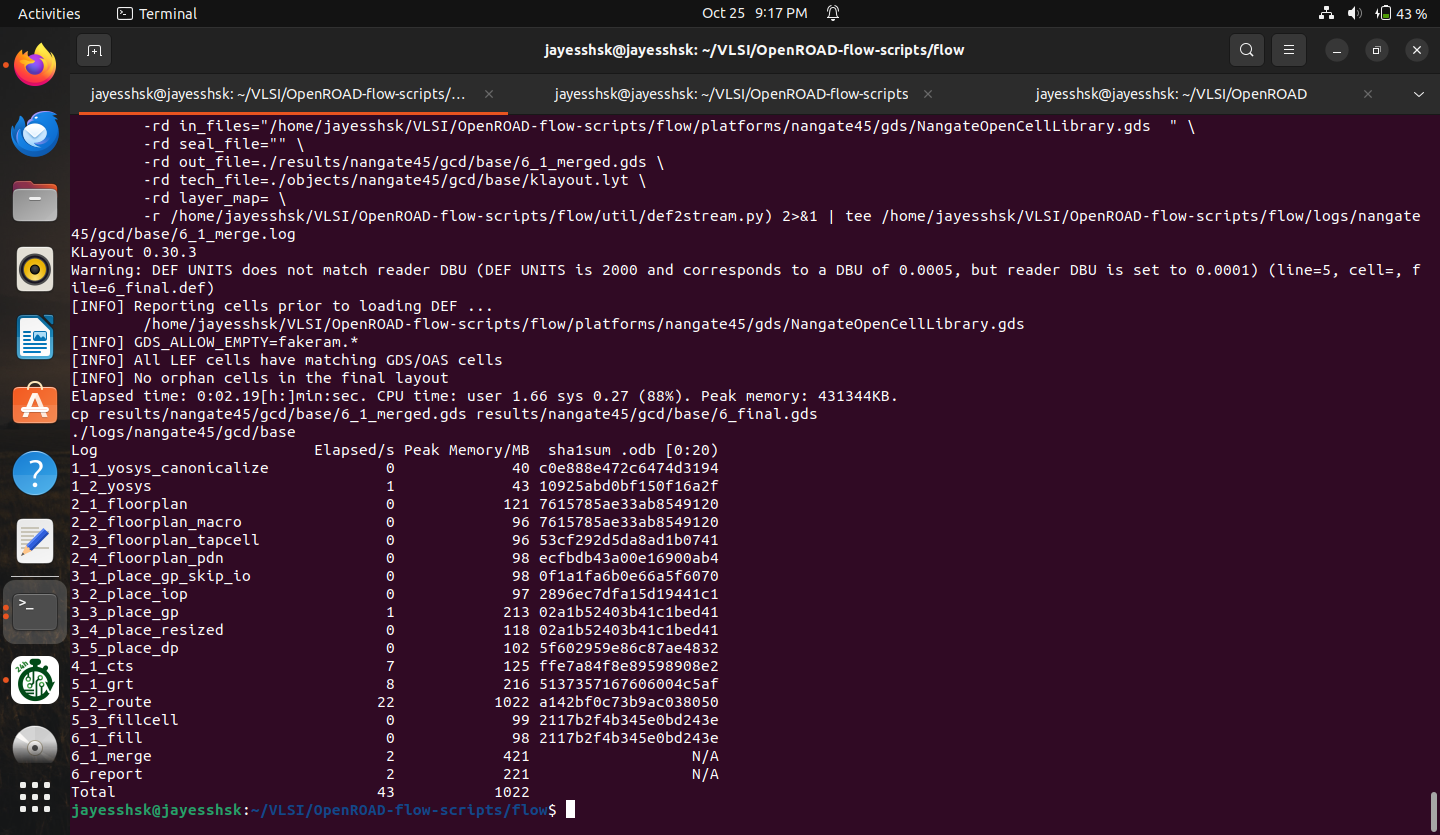 Activities
Terminal
Oct 25 9:17 PM
43 %
jayesshsk@jayesshsk: ~/VLSI/OpenROAD-flow-scripts/flow
jayesshsk@jayesshsk: ~/VLSI/OpenROAD-flow-scripts/...
jayesshsk@jayesshsk: ~/VLSI/OpenROAD-flow-scripts
jayesshsk@jayesshsk: ~/VLSI/OpenROAD
-rd in_files="/home/jayesshsk/VLSI/OpenROAD-flow-scripts/flow/platforms/nangate45/gds/NangateOpenCellLibrary.gds  " \
-rd seal_file="" \
-rd out_file=./results/nangate45/gcd/base/6_1_merged.gds \
-rd tech_file=./objects/nangate45/gcd/base/klayout.lyt \
-rd layer_map= \
-r /home/jayesshsk/VLSI/OpenROAD-flow-scripts/flow/util/def2stream.py) 2>&1 | tee /home/jayesshsk/VLSI/OpenROAD-flow-scripts/flow/logs/nangate
45/gcd/base/6_1_merge.log
KLayout 0.30.3
Warning: DEF UNITS does not match reader DBU (DEF UNITS is 2000 and corresponds to a DBU of 0.0005, but reader DBU is set to 0.0001) (line=5, cell=, f
ile=6_final.def)
[INFO] Reporting cells prior to loading DEF ...
/home/jayesshsk/VLSI/OpenROAD-flow-scripts/flow/platforms/nangate45/gds/NangateOpenCellLibrary.gds
[INFO] GDS_ALLOW_EMPTY=fakeram.*
[INFO] All LEF cells have matching GDS/OAS cells
[INFO] No orphan cells in the final layout
Elapsed time: 0:02.19[h:]min:sec. CPU time: user 1.66 sys 0.27 (88%). Peak memory: 431344KB.
cp results/nangate45/gcd/base/6_1_merged.gds results/nangate45/gcd/base/6_final.gds
./logs/nangate45/gcd/base
Log Elapsed/s Peak Memory/MB sha1sum .odb [0:20)
1_1_yosys_canonicalize 0 40 c0e888e472c6474d3194
1_2_yosys 1 43 10925abd0bf150f16a2f
2_1_floorplan 0 121 7615785ae33ab8549120
2_2_floorplan_macro 0 96 7615785ae33ab8549120
2_3_floorplan_tapcell 0 96 53cf292d5da8ad1b0741
2_4_floorplan_pdn 0 98 ecfbdb43a00e16900ab4
3_1_place_gp_skip_io 0 98 0f1a1fa6b0e66a5f6070
3_2_place_iop 0 97 2896ec7dfa15d19441c1
3_3_place_gp 1 213 02a1b52403b41c1bed41
3_4_place_resized 0 118 02a1b52403b41c1bed41
3_5_place_dp 0 102 5f602959e86c87ae4832
4_1_cts 7 125 ffe7a84f8e89598908e2
5_1_grt 8 216 5137357167606004c5af
5_2_route 22 1022 a142bf0c73b9ac038050
5_3_fillcell 0 99 2117b2f4b345e0bd243e
6_1_fill 0 98 2117b2f4b345e0bd243e
6_1_merge 2 421 N/A
6_report 2 221 N/A
Total 43 1022
jayesshsk@jayesshsk:~/VLSI/OpenROAD-flow-scripts/flow$
24h